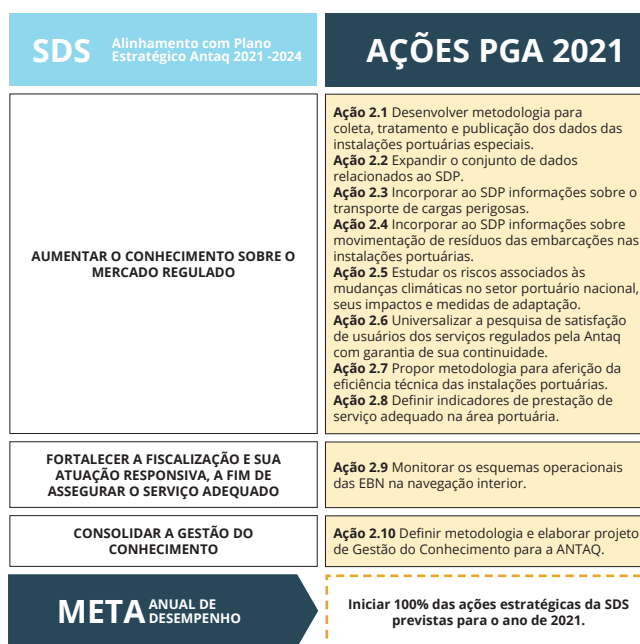 SDS
Alinhamento com Plano
Estratégico Antaq 2021 -2024
AÇÕES PGA 2021
AUMENTAR O CONHECIMENTO SOBRE O
MERCADO REGULADO
Ação 2.1 Desenvolver metodologia para
coleta, tratamento e publicação dos dados das
instalações portuárias especiais.
Ação 2.2 Expandir o conjunto de dados
relacionados ao SDP.
Ação 2.3 Incorporar ao SDP informações sobre o
transporte de cargas perigosas.
Ação 2.4 Incorporar ao SDP informações sobre
movimentação de resíduos das embarcações nas
instalações portuárias.
Ação 2.5 Estudar os riscos associados às
mudanças climáticas no setor portuário nacional,
seus impactos e medidas de adaptação.
Ação 2.6 Universalizar a pesquisa de satisfação
de usuários dos serviços regulados pela Antaq
com garantia de sua continuidade.
Ação 2.7 Propor metodologia para aferição da
eficiência técnica das instalações portuárias.
Ação 2.8 Definir indicadores de prestação de
serviço adequado na área portuária.
FORTALECER A FISCALIZAÇÃO E SUA
ATUAÇÃO RESPONSIVA, A FIM DE
ASSEGURAR O SERVIÇO ADEQUADO
Ação 2.9 Monitorar os esquemas operacionais
das EBN na navegação interior.
CONSOLIDAR A GESTÃO DO
CONHECIMENTO
Ação 2.10 Definir metodologia e elaborar projeto
de Gestão do Conhecimento para a ANTAQ.
META ANUAL DE
DESEMPENHO
Iniciar 100% das ações estratégicas da SDS
previstas para o ano de 2021.